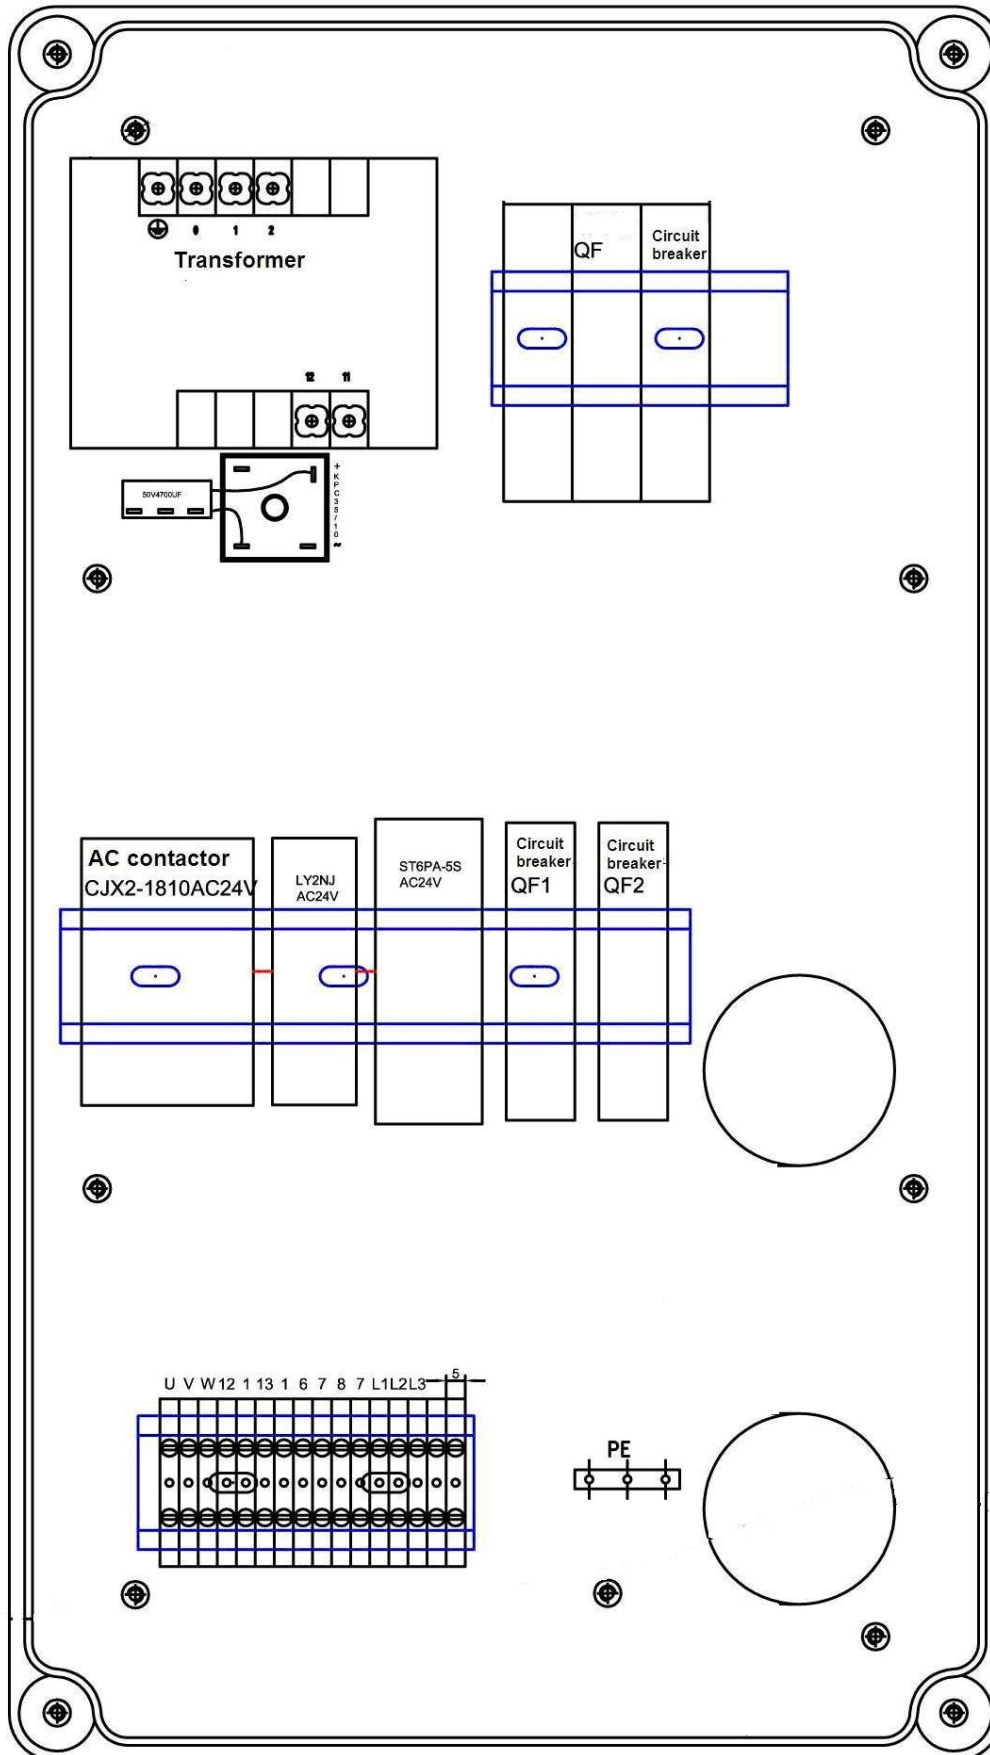 0 1 2
Transformer
12 11
QF
Circuit
breaker
50V4700UF
+KPC35/10~
AC contactor
CJX2-1810AC24V
LY2NJ
AC24V
ST6PA-5S
AC24V
Circuit
breaker
QF1
Circuit
breaker
QF2
U V W 12 1 13 1 6 7 8 7 L1 L2 L3 5
PE